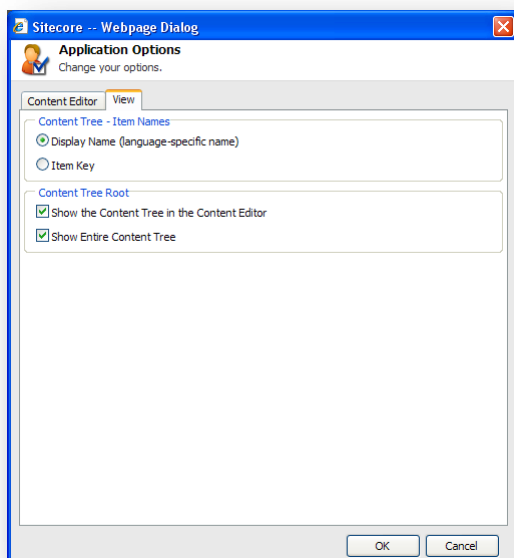 Sitecore -- Webpage Dialog
Application Options
Change your options.
Content Editor View
Content Tree - Item Names
Display Name (language-specific name)
Item Key
Content Tree Root
Show the Content Tree in the Content Editor
Show Entire Content Tree
OK Cancel